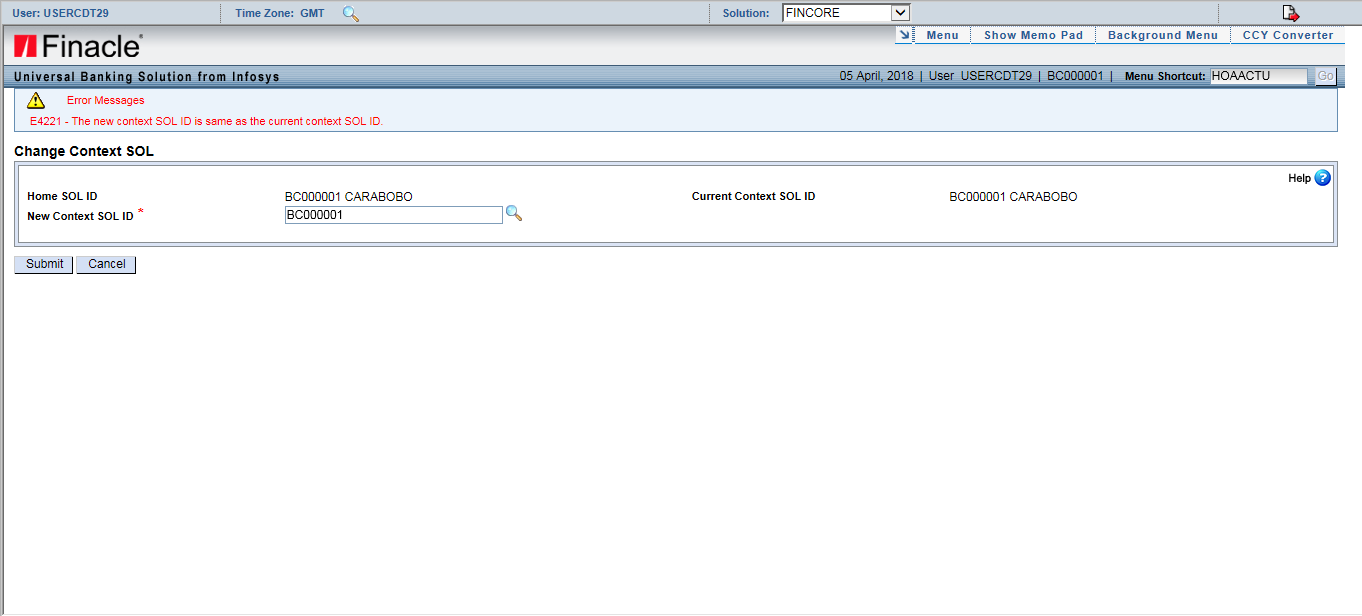 User: USERCDT29 Time Zone: GMT Solution: FINCORE
Finacle
Menu Show Memo Pad Background Menu CCY Converter
Universal Banking Solution from Infosys 05 April, 2018 | User USERCDT29 | BC000001 | Menu Shortcut: HOAACTU Go
Error Messages
E4221 - The new context SOL ID is same as the current context SOL ID.
Change Context SOL
Help ?
Home SOL ID BC000001 CARABOBO Current Context SOL ID BC000001 CARABOBO
New Context SOL ID * BC000001
Submit Cancel